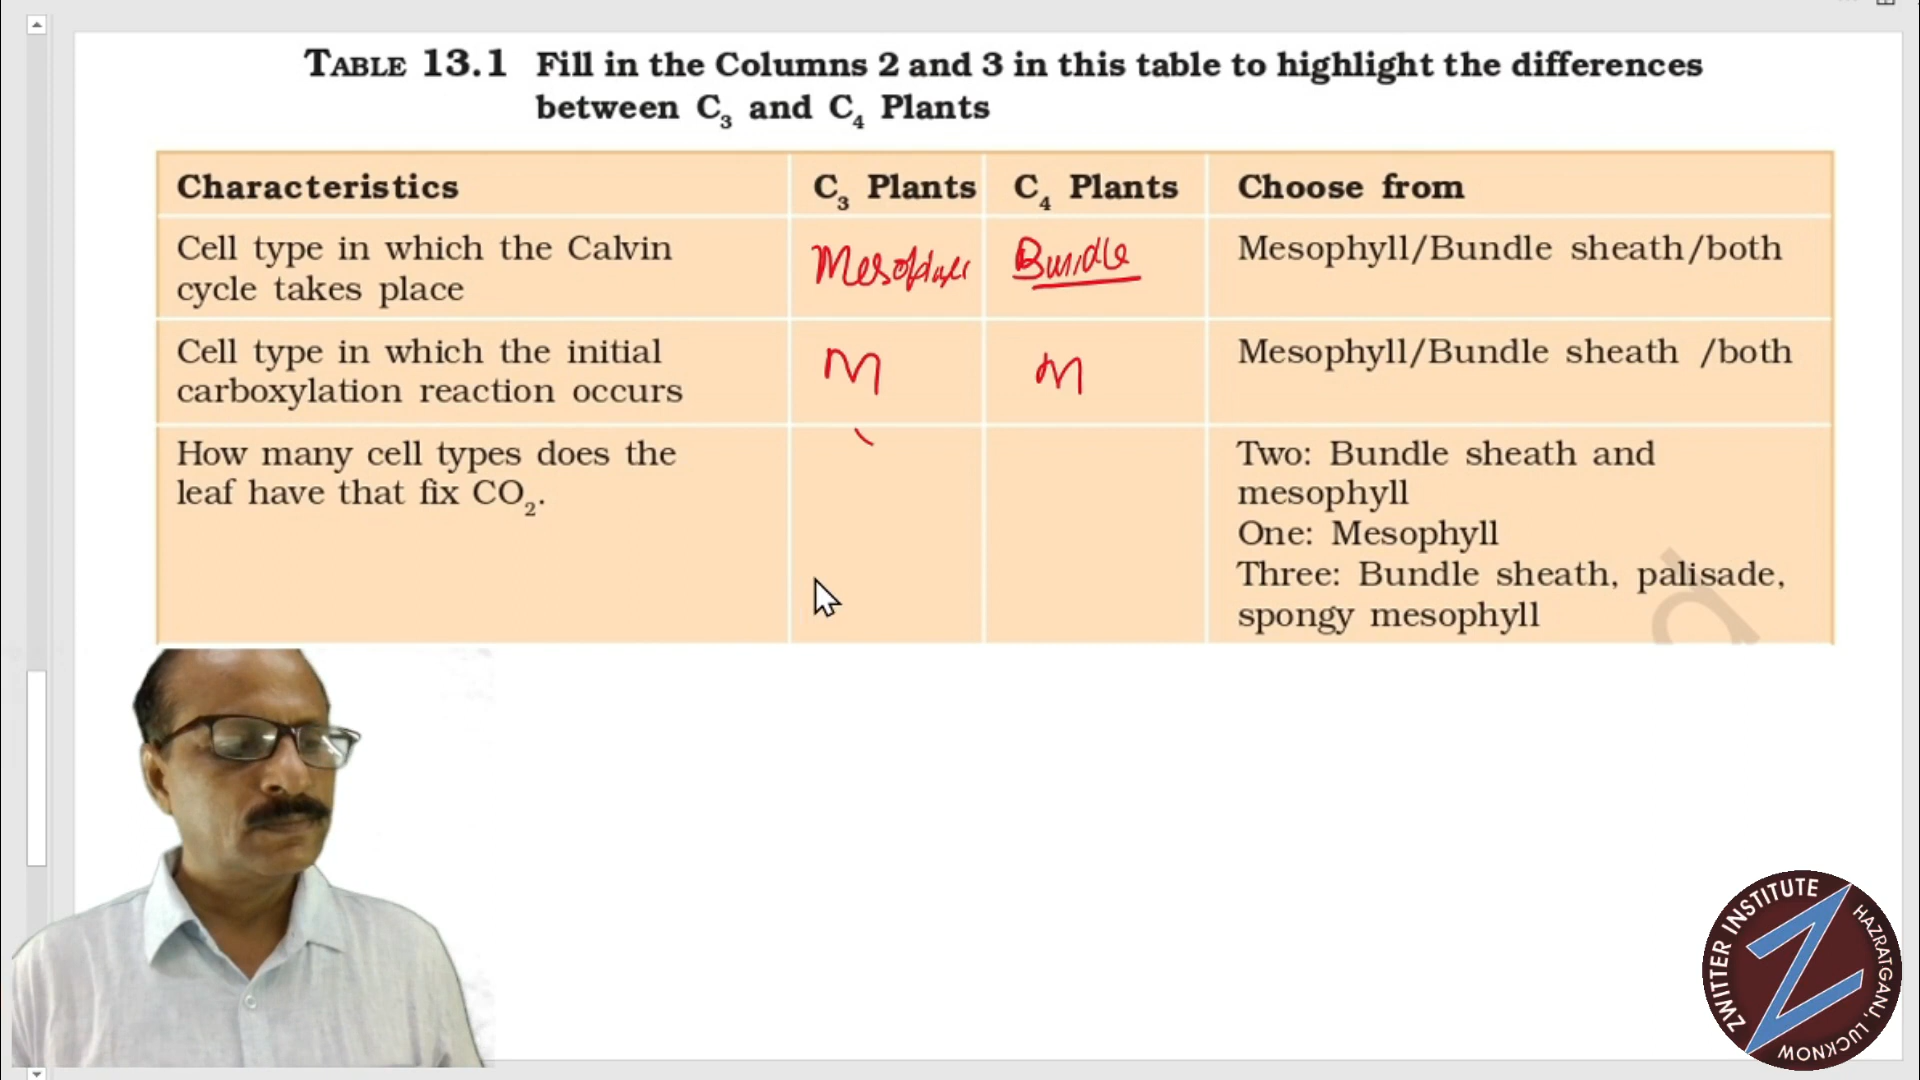 TABLE 13.1 Fill in the Columns 2 and 3 in this table to highlight the differences
between C3 and C4 Plants
Characteristics C3 Plants C4 Plants Choose from
Cell type in which the Calvin
cycle takes place
Bundle
Mesophyll/Bundle sheath/both
Cell type in which the initial
carboxylation reaction occurs
M
M
Mesophyll/Bundle sheath /both
How many cell types does the
leaf have that fix CO2.
Two: Bundle sheath and
mesophyll
One: Mesophyll
Three: Bundle sheath, palisade,
spongy mesophyll
ZWITTER INSTITUTE
HAZRATGANJ, LUCKNOW
Z